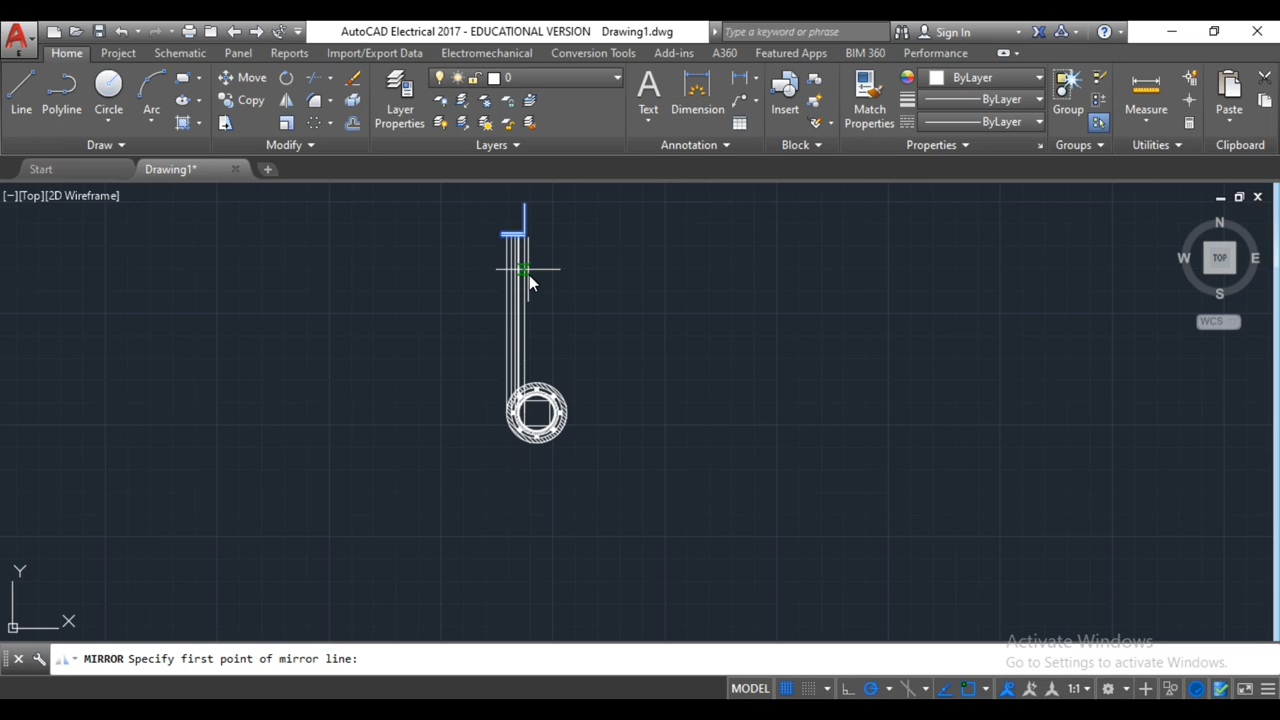 AutoCAD Electrical 2017 - EDUCATIONAL VERSION Drawing1.dwg
Type a keyword or phrase
Sign In
E
Home Project Schematic Panel Reports Import/Export Data Electromechanical Conversion Tools Add-ins A360 Featured Apps BIM 360 Performance
Move
0
ByLayer
Copy
ByLayer
Line Polyline Circle Arc
Layer Properties
Text Dimension
Insert
Match Properties
ByLayer
Group
Measure
Paste
Draw Modify Layers Annotation Block Properties Groups Utilities Clipboard
Start Drawing1*
[−][Top][2D Wireframe]
N
W TOP E
S
WCS
Y
X
Activate Windows
Go to Settings to activate Windows.
MIRROR Specify first point of mirror line:
MODEL 1:1